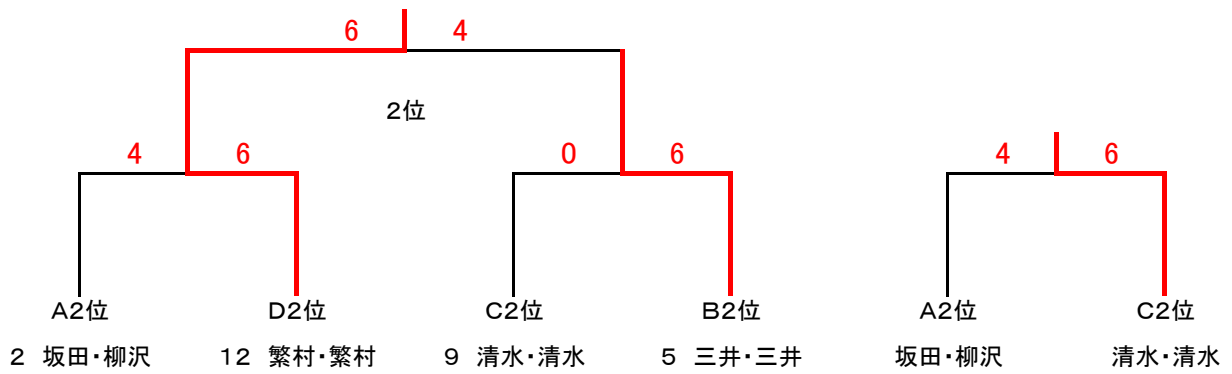 6 4
2位
4 6 0 6 4 6
A2位 D2位 C2位 B2位 A2位 C2位
2 坂田・柳沢 12 繁村・繁村 9 清水・清水 5 三井・三井 坂田・柳沢 清水・清水